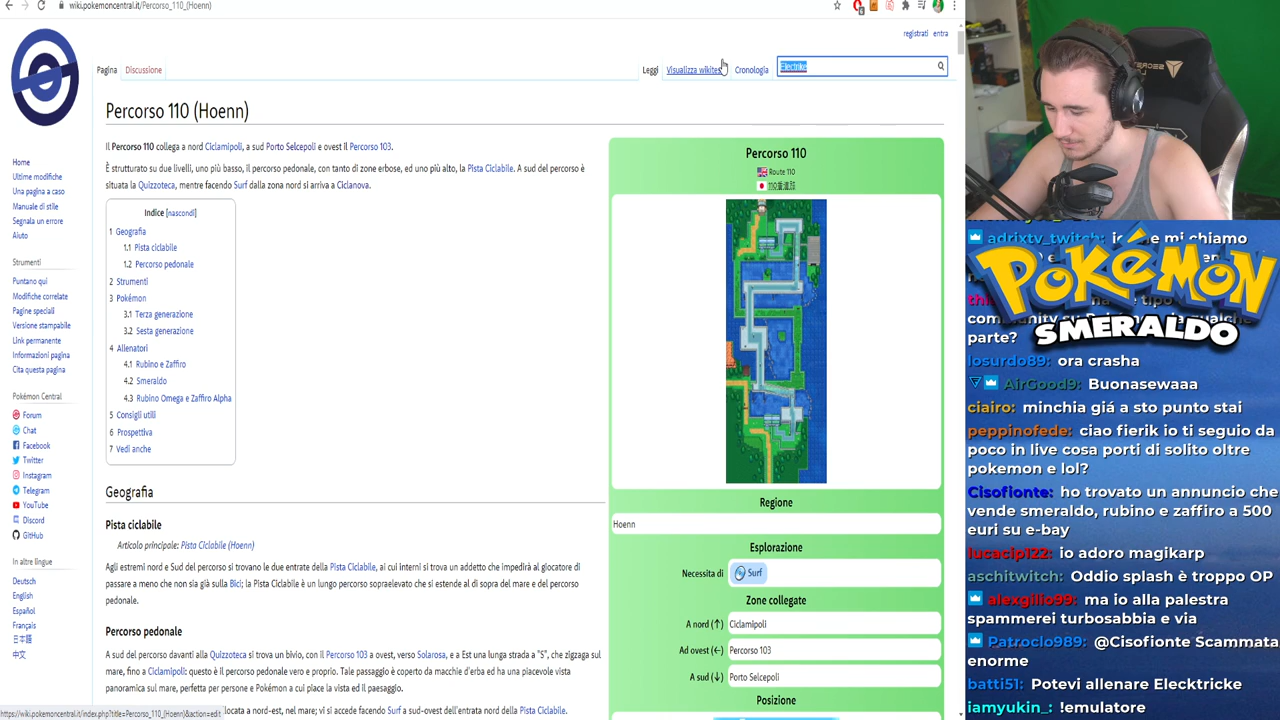 wiki.pokemoncentral.it/Percorso_110_(Hoenn)
registrati entra
Pagina Discussione Leggi Visualizza wikitesto Cronologia Electrike
Percorso 110 (Hoenn)
Il Percorso 110 collega a nord Ciclamipoli, a sud Porto Selcepoli e ovest il Percorso 103.
È strutturato su due livelli, uno più basso, il percorso pedonale, con tanto di zone erbose, ed uno più alto, la Pista Ciclabile. A sud del percorso è
situata la Quizzoteca, mentre facendo Surf dalla zona nord si arriva a Ciclanova.
Indice [nascondi]
1 Geografia
1.1 Pista ciclabile
1.2 Percorso pedonale
2 Strumenti
3 Pokémon
3.1 Terza generazione
3.2 Sesta generazione
4 Allenatori
4.1 Rubino e Zaffiro
4.2 Smeraldo
4.3 Rubino Omega e Zaffiro Alpha
5 Consigli utili
6 Prospettiva
7 Vedi anche
Geografia
Pista ciclabile
Articolo principale: Pista Ciclabile (Hoenn)
Agli estremi nord e Sud del percorso si trovano le due entrate della Pista Ciclabile, ai cui interni si trova un addetto che impedirà al giocatore di
passare a meno che non sia già sulla Bici; la Pista Ciclabile è un lungo percorso sopraelevato che si estende al di sopra del mare e del percorso
pedonale.
Percorso pedonale
A sud del percorso davanti alla Quizzoteca si trova un bivio, con il Percorso 103 a ovest, verso Solarosa, e a Est una lunga strada a "S", che zigzaga sul
mare, fino a Ciclamipoli: questo è il percorso pedonale vero e proprio. Tale passaggio è coperto da macchie d'erba ed ha una piacevole vista
panoramica sul mare, perfetta per persone e Pokémon a cui piace la vista ed il paesaggio.
locata a nord-est, nel mare; vi si accede facendo Surf a sud-ovest dell'entrata nord della Pista Ciclabile.
Home
Ultime modifiche
Una pagina a caso
Manuale di stile
Segnala un errore
Aiuto
Strumenti
Puntano qui
Modifiche correlate
Pagine speciali
Versione stampabile
Link permanente
Informazioni pagina
Cita questa pagina
Pokémon Central
Forum
Chat
Facebook
Twitter
Instagram
Telegram
YouTube
Discord
GitHub
In altre lingue
Deutsch
English
Español
Français
日本語
中文
https://wiki.pokemoncentral.it/index.php?title=Percorso_110_(Hoenn)&action=edit
Percorso 110
Route 110
Regione
Hoenn
Esplorazione
Necessita di Surf
Zone collegate
A nord (↑) Ciclamipoli
Ad ovest (←) Percorso 103
A sud (↓) Porto Selcepoli
Posizione
adrixtv_twitch: mi chiamo
POKÉMON
SMERALDO
parte?
losurdo89: ora crasha
AirGood9: Buonasewaaa
ciairo: minchia giá a sto punto stai
peppinofede: ciao fierik io ti seguio da
poco in live cosa porti di solito oltre
pokemon e lol?
Cisofionte: ho trovato un annuncio che
vende smeraldo, rubino e zaffiro a 500
euri su e-bay
lucacip122: io adoro magikarp
aschitwitch: Oddio splash è troppo OP
alexgilio99: ma io alla palestra
spammerei turbosabbia e via
Patroclo989: @Cisofionte Scammata
enorme
batti51: Potevi allenare Elecktricke
iamyukin_: !emulatore